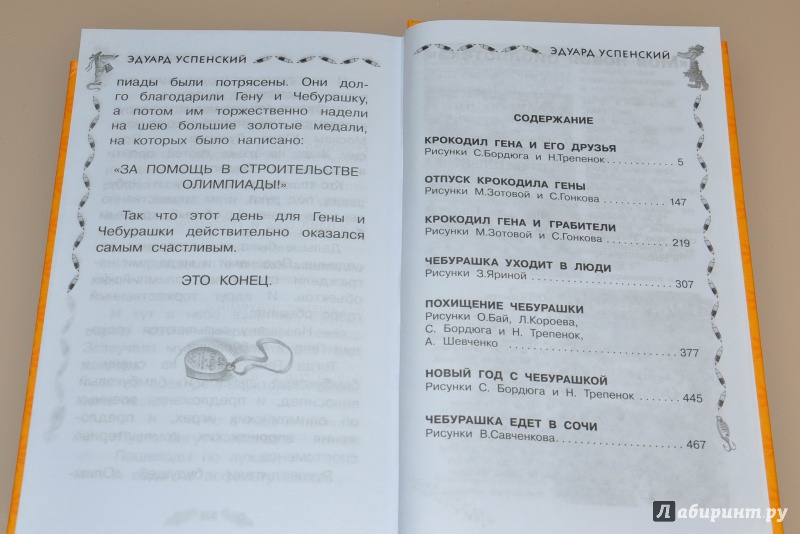 ЭДУАРД УСПЕНСКИЙ
пиады были потрясены. Они дол-
го благодарили Гену и Чебурашку,
а потом им торжественно надели
на шею большие золотые медали,
на которых было написано:
«ЗА ПОМОЩЬ В СТРОИТЕЛЬСТВЕ
ОЛИМПИАДЫ!»
Так что этот день для Гены и
Чебурашки действительно оказался
самым счастливым.
ЭТО КОНЕЦ.
ЭДУАРД УСПЕНСКИЙ
СОДЕРЖАНИЕ
КРОКОДИЛ ГЕНА И ЕГО ДРУЗЬЯ
Рисунки С.Бордюга и Н.Трепенок . . . . . . . . . . 5
ОТПУСК КРОКОДИЛА ГЕНЫ
Рисунки М.Зотовой и С.Гонкова . . . . . . . . . . 147
КРОКОДИЛ ГЕНА И ГРАБИТЕЛИ
Рисунки М.Зотовой и С.Гонкова . . . . . . . . . . 219
ЧЕБУРАШКА УХОДИТ В ЛЮДИ
Рисунки З.Яриной . . . . . . . . . . 307
ПОХИЩЕНИЕ ЧЕБУРАШКИ
Рисунки О.Бай, Л.Короева,
С. Бордюга и Н. Трепенок,
А. Шевченко . . . . . . . . . . 377
НОВЫЙ ГОД С ЧЕБУРАШКОЙ
Рисунки С. Бордюга и Н. Трепенок . . . . . . . . . . 445
ЧЕБУРАШКА ЕДЕТ В СОЧИ
Рисунки В.Савченкова . . . . . . . . . . 467
Лабиринт.ру